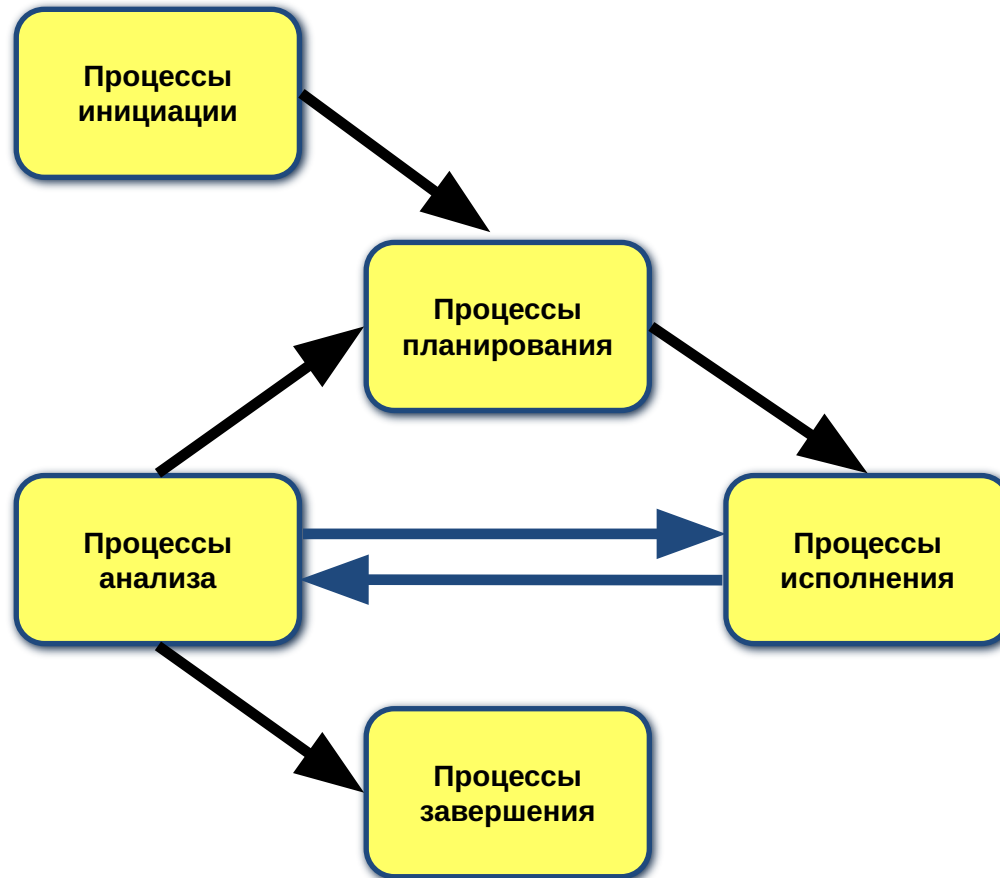 Процессы
инициации
Процессы
планирования
Процессы
анализа
Процессы
исполнения
Процессы
завершения